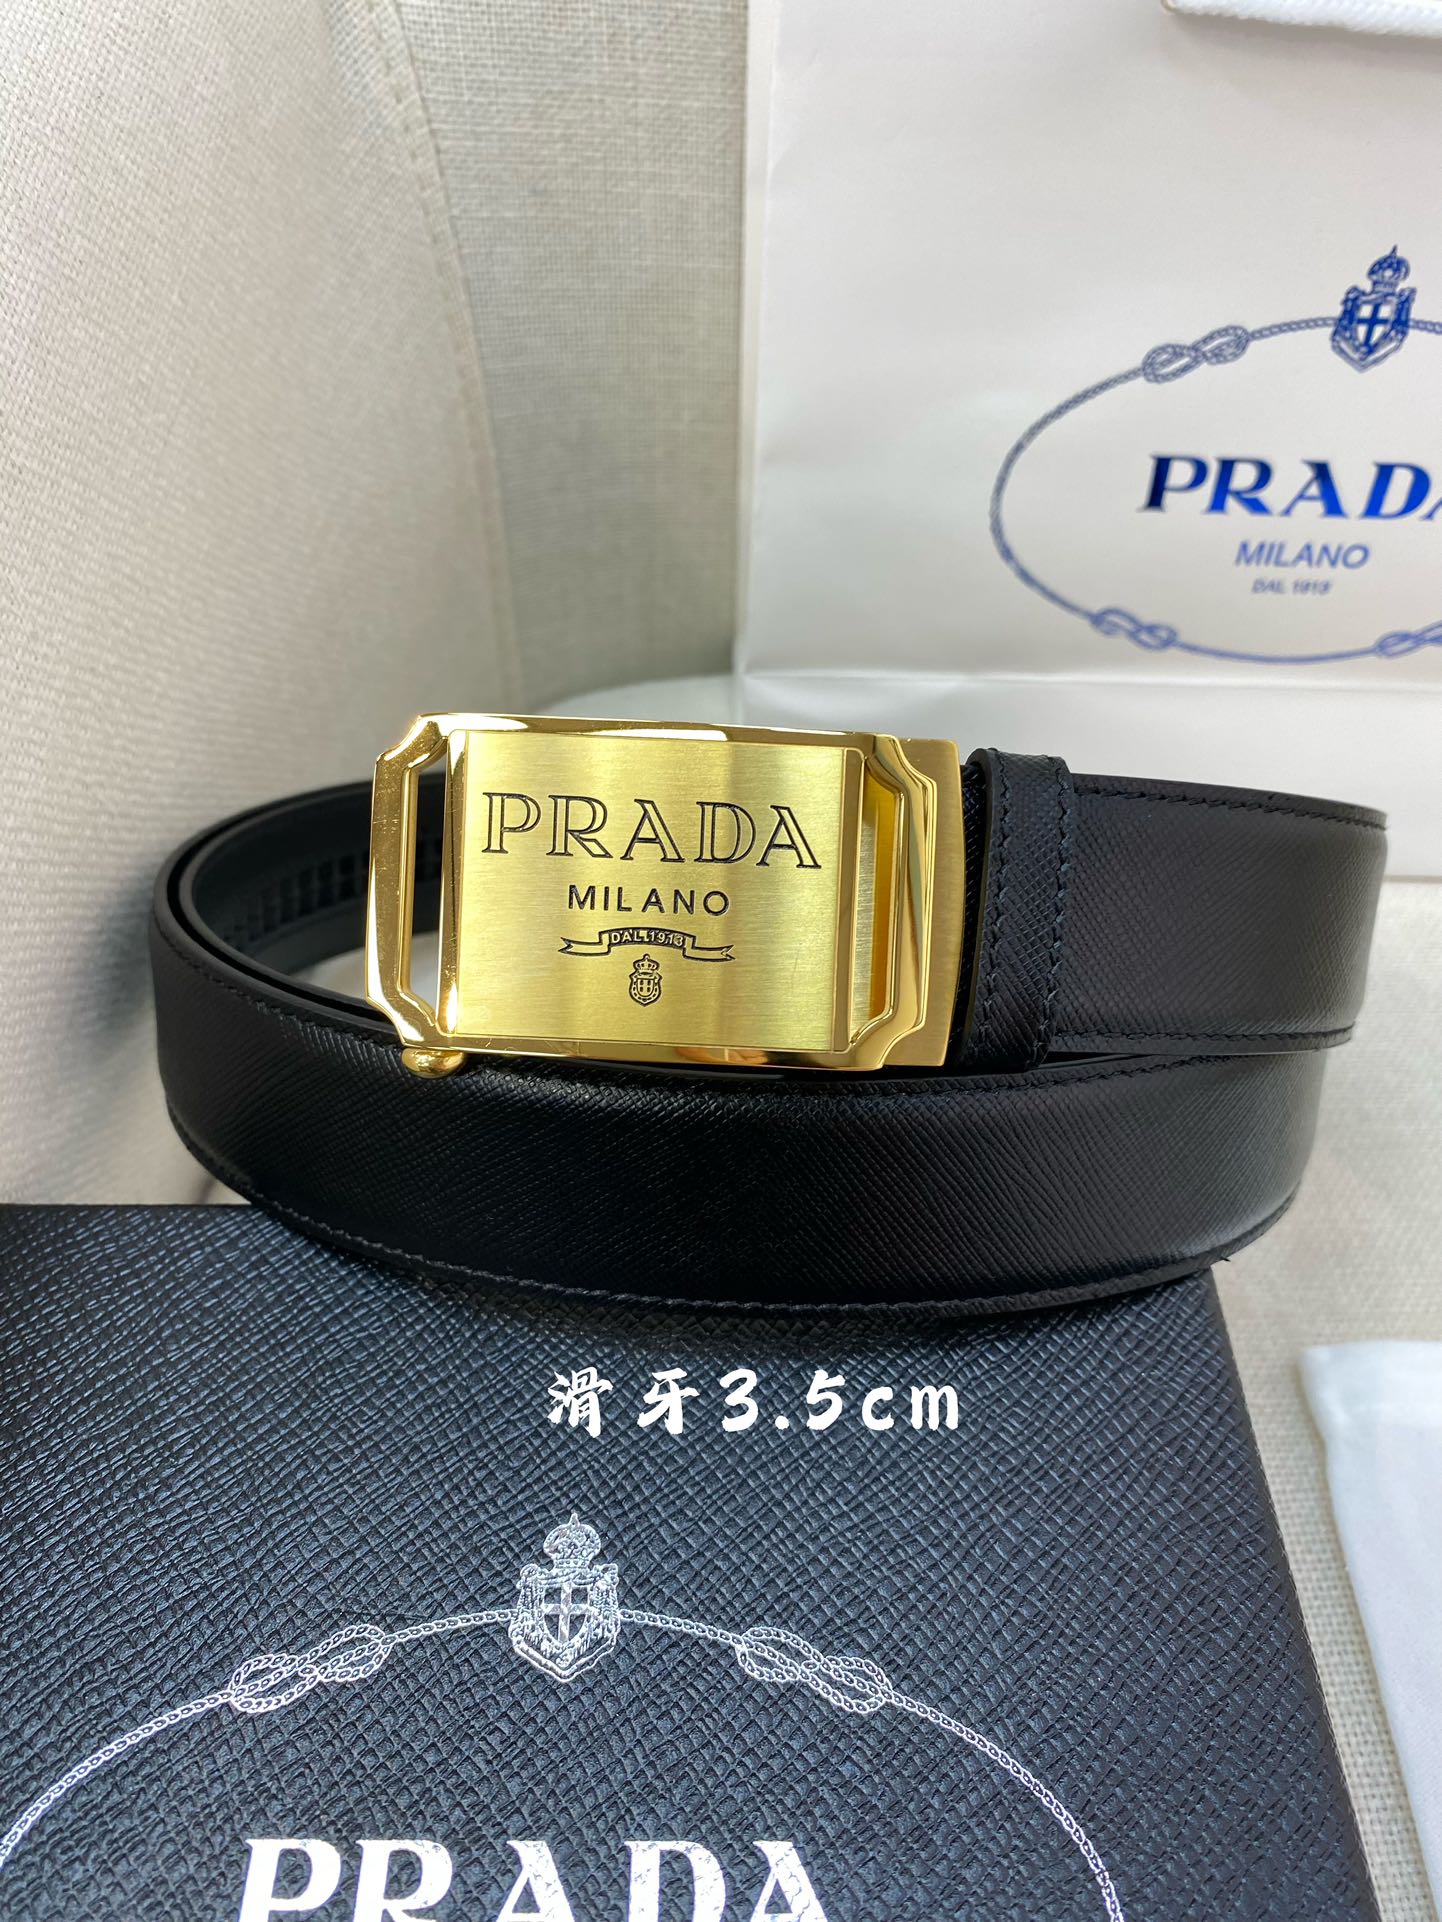 PRADA
MILANO
DAL 1913
PRADA
MILANO
DAL 1913
滑牙3.5cm
PRADA